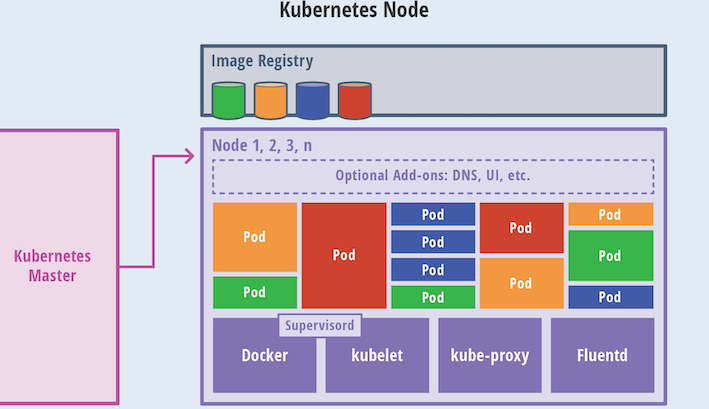 Kubernetes Node
Image Registry
Kubernetes
Master
Node 1, 2, 3, n
Optional Add-ons: DNS, UI, etc.
Pod
Pod
Pod
Pod
Pod
Pod
Pod
Pod
Pod
Pod
Pod
Pod
Supervisord
Docker
kubelet
kube-proxy
Fluentd